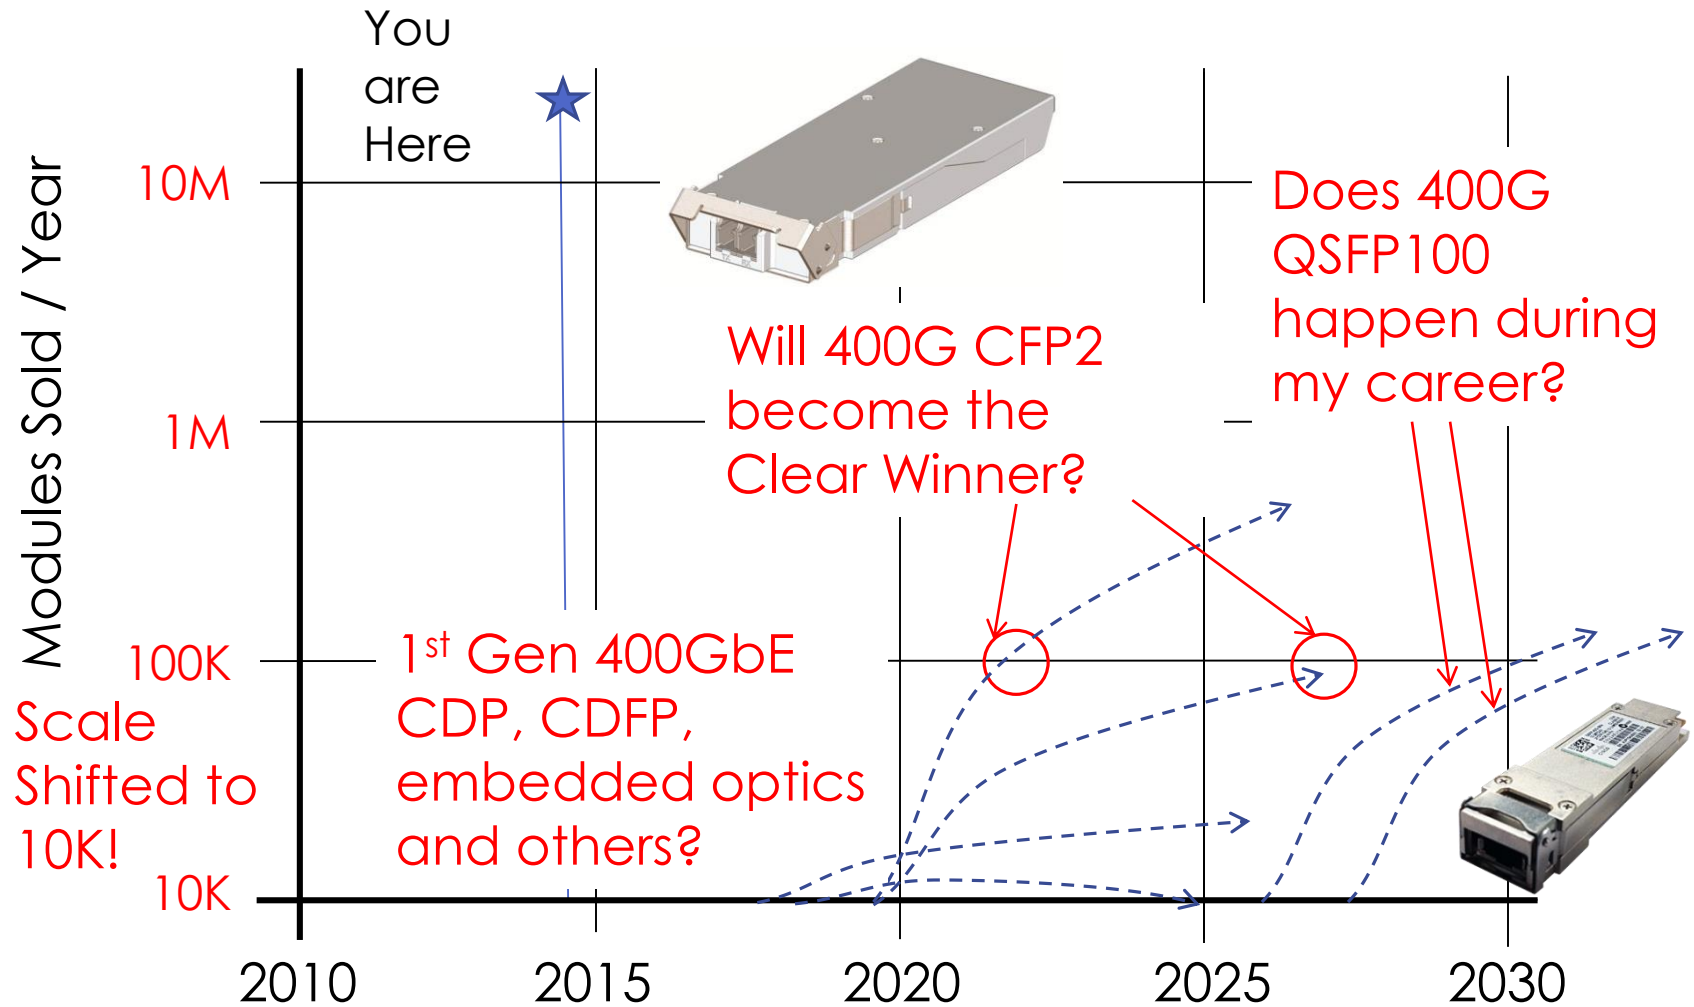 You
are
Here
Modules Sold / Year
10M
1M
100K
10K
Scale
Shifted to
10K!
Does 400G
QSFP100
happen during
my career?
Will 400G CFP2
become the
Clear Winner?
1st Gen 400GbE
CDP, CDFP,
embedded optics
and others?
2010
2015
2020
2025
2030